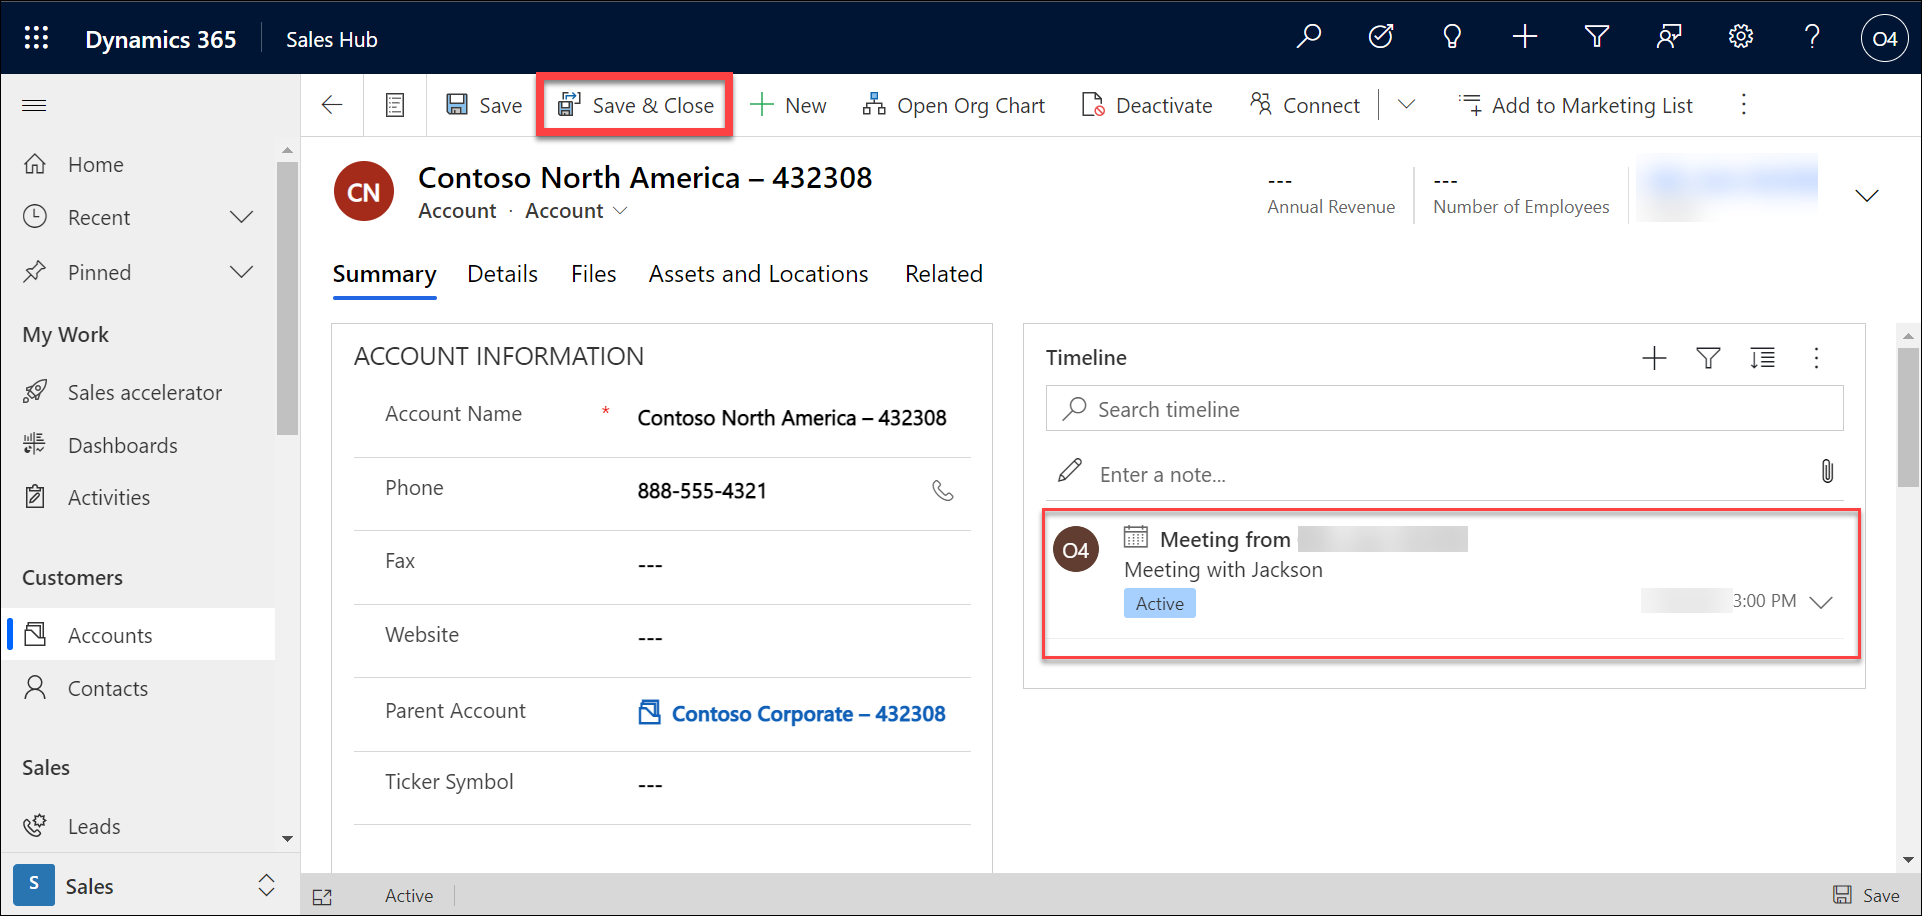 Dynamics 365 Sales Hub O4
Save Save & Close New Open Org Chart Deactivate Connect Add to Marketing List
Home
Recent
Pinned
My Work
Sales accelerator
Dashboards
Activities
Customers
Accounts
Contacts
Sales
Leads
S Sales
CN
Contoso North America – 432308
Account · Account
---
Annual Revenue
---
Number of Employees
Summary Details Files Assets and Locations Related
ACCOUNT INFORMATION
Account Name * Contoso North America – 432308
Phone 888-555-4321
Fax ---
Website ---
Parent Account Contoso Corporate – 432308
Ticker Symbol ---
Timeline
Search timeline
Enter a note...
O4
Meeting from
Meeting with Jackson
Active
3:00 PM
Active
Save